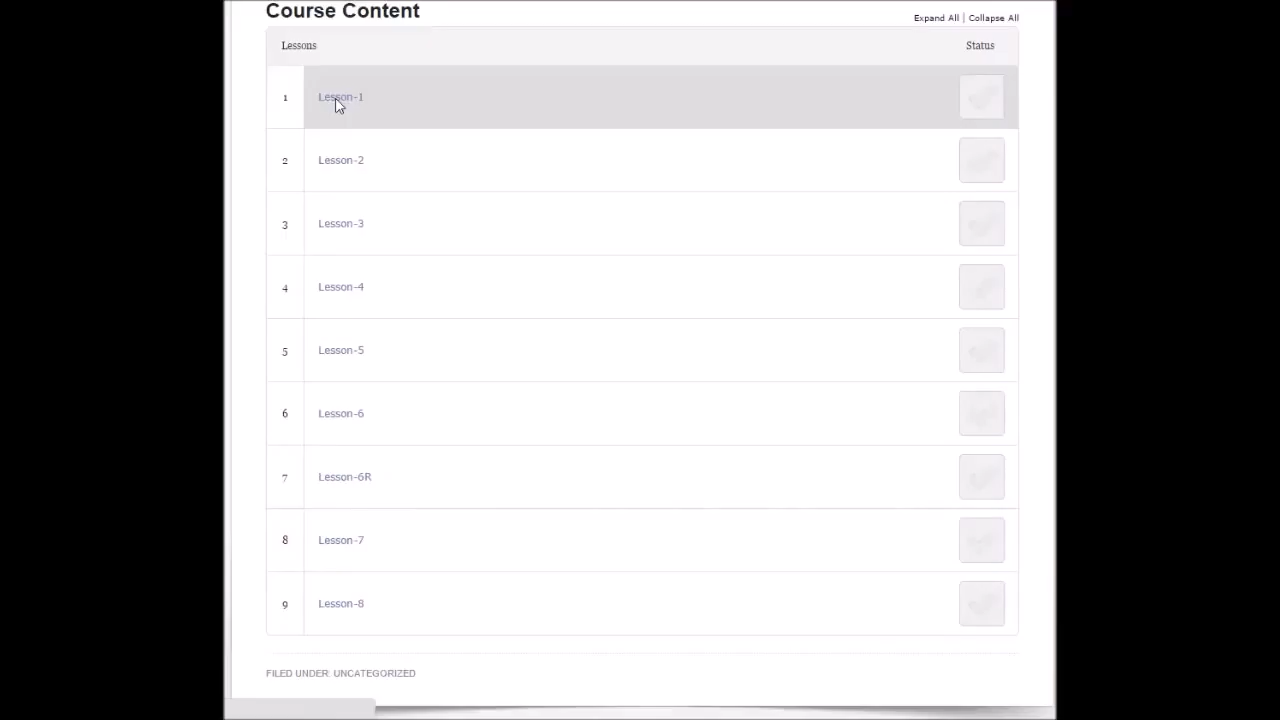 Course Content
Expand All | Collapse All
Lessons Status
1 Lesson-1
2 Lesson-2
3 Lesson-3
4 Lesson-4
5 Lesson-5
6 Lesson-6
7 Lesson-6R
8 Lesson-7
9 Lesson-8
FILED UNDER: UNCATEGORIZED